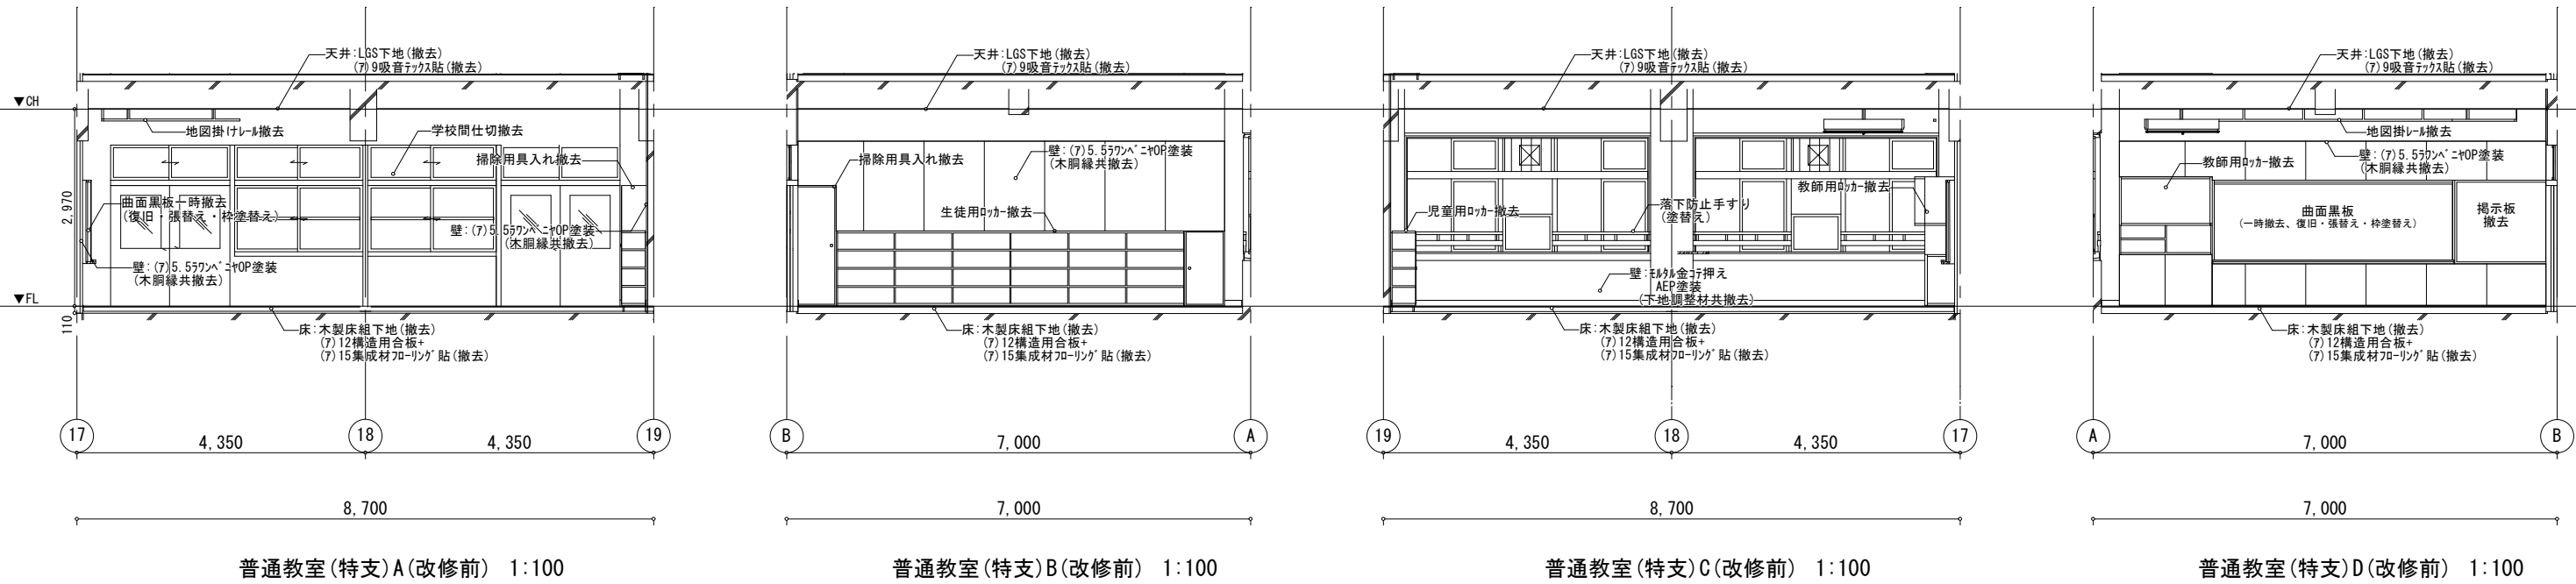 天井:LGS下地(撤去)
(ｱ)9吸音ﾃｯｸｽ貼(撤去)
▼CH
地図掛けﾚｰﾙ撤去
学校間仕切撤去
掃除用具入れ撤去
2,970
曲面黒板一時撤去
(復旧・張替え・枠塗替え)
壁:(ｱ)5.5ﾗﾜﾝﾍﾞﾆﾔOP塗装
(木胴縁共撤去)
壁:(ｱ)5.5ﾗﾜﾝﾍﾞﾆﾔOP塗装
(木胴縁共撤去)
▼FL
110
床:木製床組下地(撤去)
(ｱ)12構造用合板+
(ｱ)15集成材ﾌﾛｰﾘﾝｸﾞ貼(撤去)
17
4,350
18
4,350
19
8,700
普通教室(特支)A(改修前) 1:100
天井:LGS下地(撤去)
(ｱ)9吸音ﾃｯｸｽ貼(撤去)
掃除用具入れ撤去
壁:(ｱ)5.5ﾗﾜﾝﾍﾞﾆﾔOP塗装
(木胴縁共撤去)
生徒用ﾛｯｶｰ撤去
床:木製床組下地(撤去)
(ｱ)12構造用合板+
(ｱ)15集成材ﾌﾛｰﾘﾝｸﾞ貼(撤去)
B
7,000
A
7,000
普通教室(特支)B(改修前) 1:100
天井:LGS下地(撤去)
(ｱ)9吸音ﾃｯｸｽ貼(撤去)
教師用ﾛｯｶｰ撤去
児童用ﾛｯｶｰ撤去
落下防止手すり
(塗替え)
壁:ﾓﾙﾀﾙ金ｺﾃ押え
AEP塗装
(下地調整材共撤去)
床:木製床組下地(撤去)
(ｱ)12構造用合板+
(ｱ)15集成材ﾌﾛｰﾘﾝｸﾞ貼(撤去)
19
4,350
18
4,350
17
8,700
普通教室(特支)C(改修前) 1:100
天井:LGS下地(撤去)
(ｱ)9吸音ﾃｯｸｽ貼(撤去)
地図掛ﾚｰﾙ撤去
壁:(ｱ)5.5ﾗﾜﾝﾍﾞﾆﾔOP塗装
(木胴縁共撤去)
教師用ﾛｯｶｰ撤去
曲面黒板
(一時撤去、復旧・張替え・枠塗替え)
掲示板
撤去
床:木製床組下地(撤去)
(ｱ)12構造用合板+
(ｱ)15集成材ﾌﾛｰﾘﾝｸﾞ貼(撤去)
A
7,000
B
7,000
普通教室(特支)D(改修前) 1:100